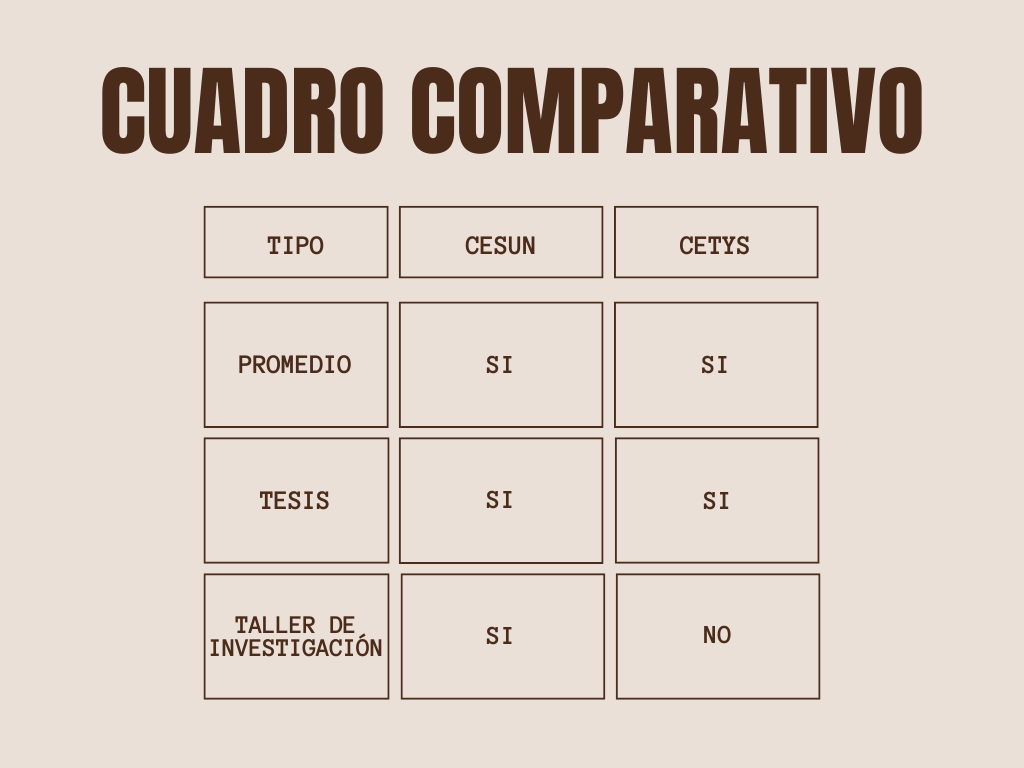 CUADRO COMPARATIVO
TIPO CESUN CETYS
PROMEDIO SI SI
TESIS SI SI
TALLER DE
INVESTIGACIÓN SI NO